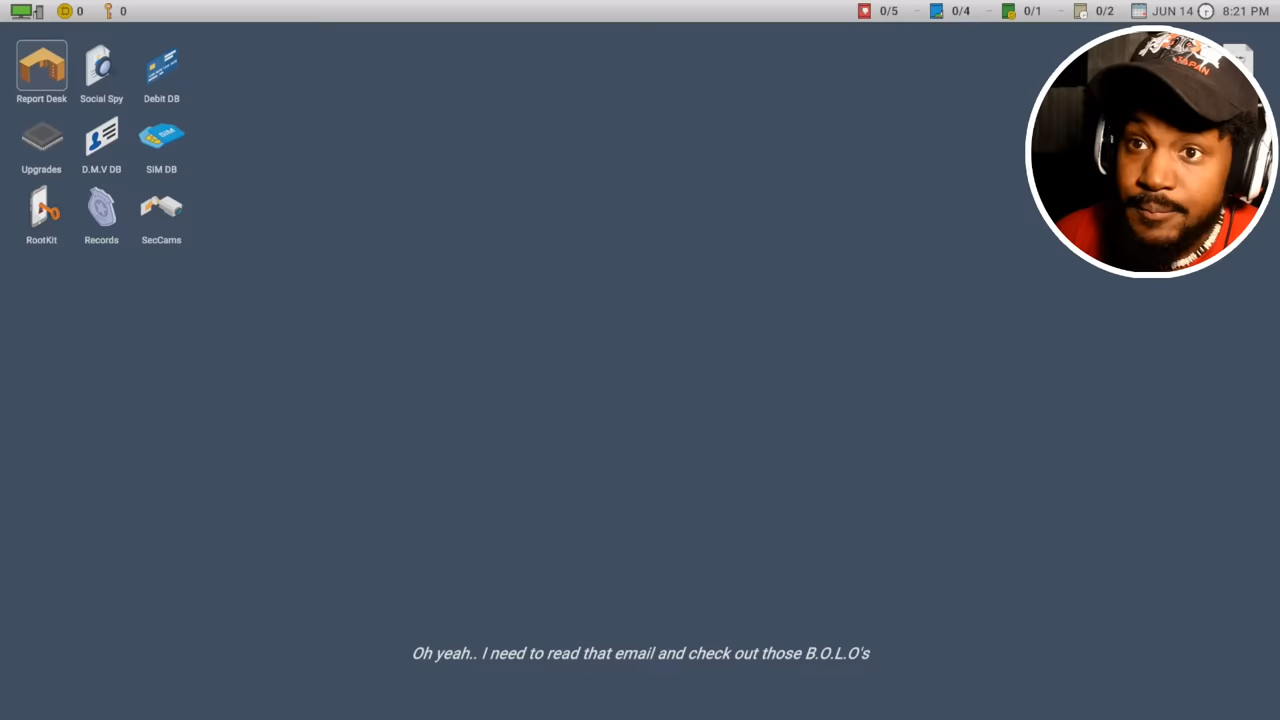 0
0
0/5
0/4
0/1
0/2
JUN 14
8:21 PM
Report Desk
Social Spy
Debit DB
Upgrades
D.M.V DB
SIM DB
SIM
RootKit
Records
SecCams
JAPAN
Oh yeah.. I need to read that email and check out those B.O.L.O's